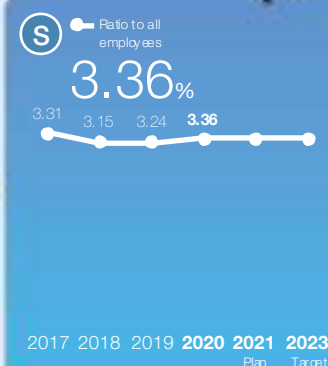 S
Ratio to all
employees
3.36%
3.31 3.15 3.24 3.36
2017 2018 2019 2020 2021 2023
Plan Target